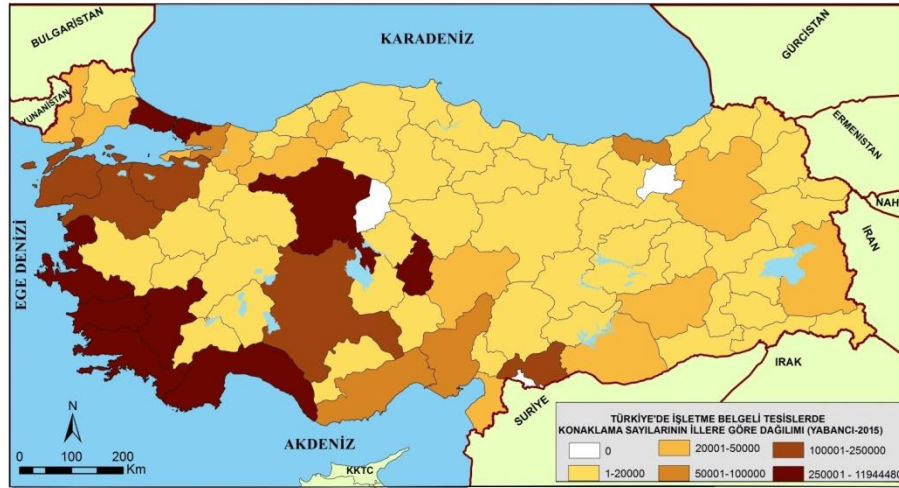 BULGARİSTAN
KARADENİZ
GÜRCİSTAN
YUNANİSTAN
ERMENİSTAN
NAH
İRAN
EGE DENİZİ
IRAK
SURİYE
AKDENİZ
KKTC
N
0 50 100 200
Km
TÜRKİYE'DE İŞLETME BELGELİ TESİSLERDE
KONAKLAMA SAYILARININ İLLERE GÖRE DAĞILIMI (YABANCI-2015)
0 20001-50000 100001-250000
1-20000 50001-100000 250001 - 11944480